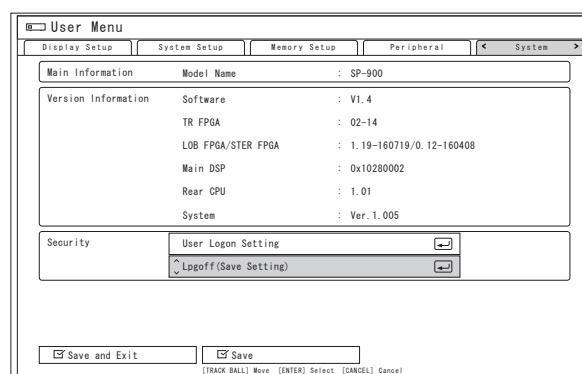 User Menu
Display Setup System Setup Memory Setup Peripheral < System >
Main Information Model Name : SP-900
Version Information Software : V1.4
TR FPGA : 02-14
LOB FPGA/STER FPGA : 1.19-160719/0.12-160408
Main DSP : 0x10280002
Rear CPU : 1.01
System : Ver.1.005
Security User Logon Setting
Lpgoff(Save Setting)
Save and Exit Save
[TRACK BALL] Move [ENTER] Select [CANCEL] Cancel